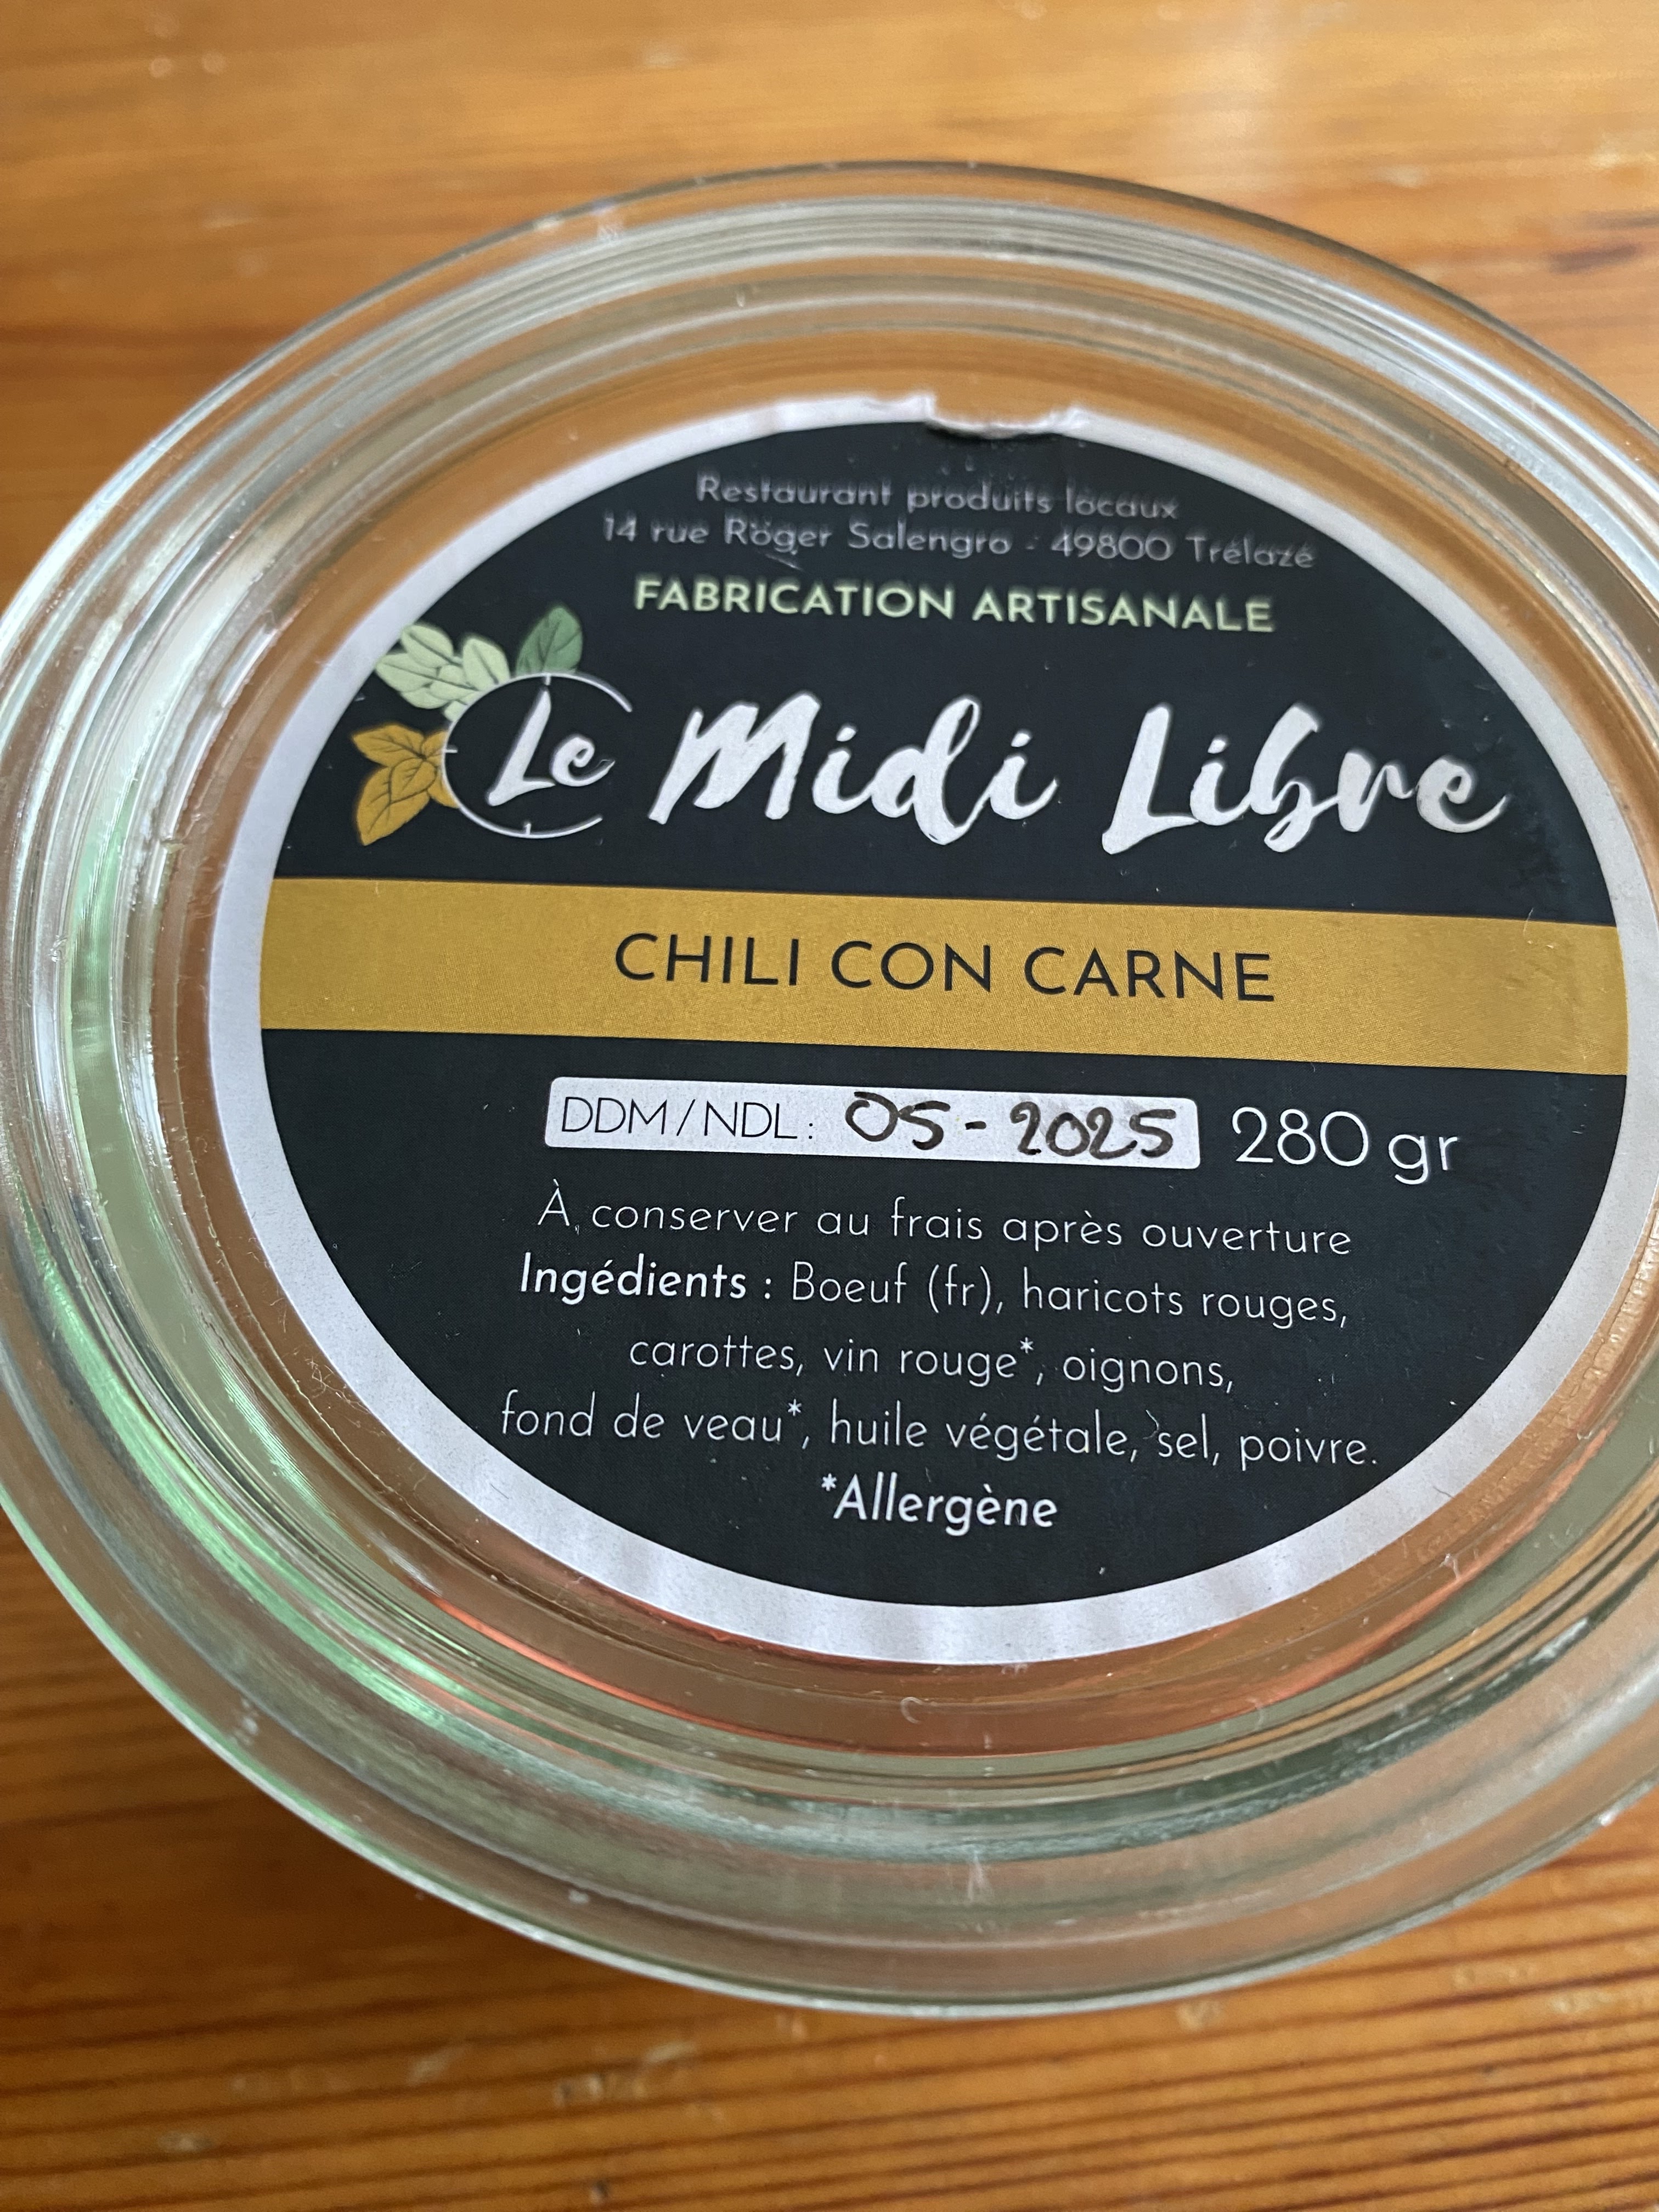 Restaurant produits locaux
14 rue Roger Salengro - 49800 Trélazé
FABRICATION ARTISANALE
Le Midi Libre
CHILI CON CARNE
DDM/NDL: 05-2025 280 gr
À conserver au frais après ouverture
Ingédients : Boeuf (fr), haricots rouges,
carottes, vin rouge*, oignons,
fond de veau*, huile végétale, sel, poivre.
*Allergène